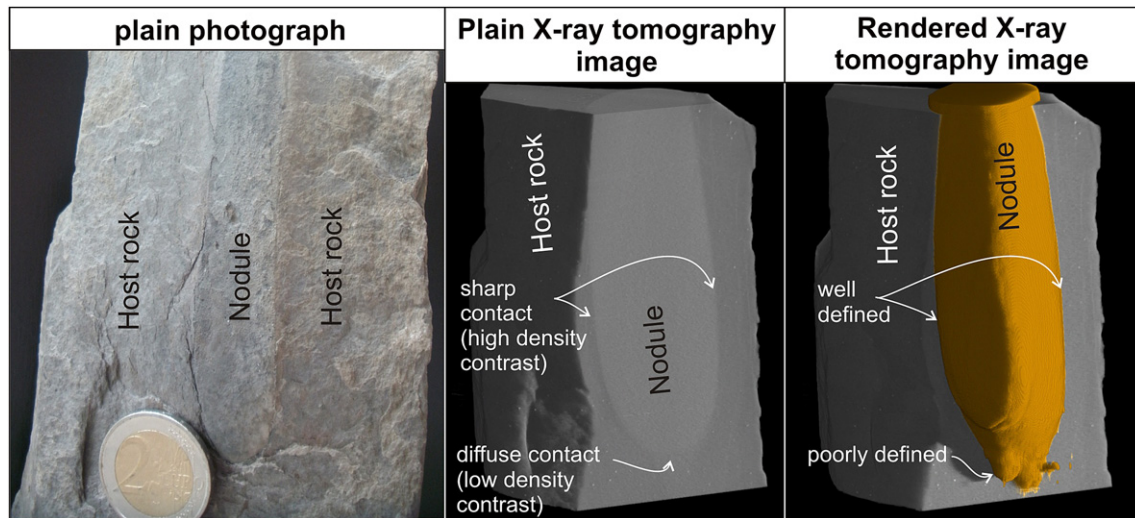 plain photograph
Host rock
Nodule
Host rock
2
Plain X-ray tomography
image
Host rock
sharp
contact
(high density
contrast)
Nodule
diffuse contact
(low density
contrast)
Rendered X-ray
tomography image
Host rock
Nodule
well
defined
poorly defined